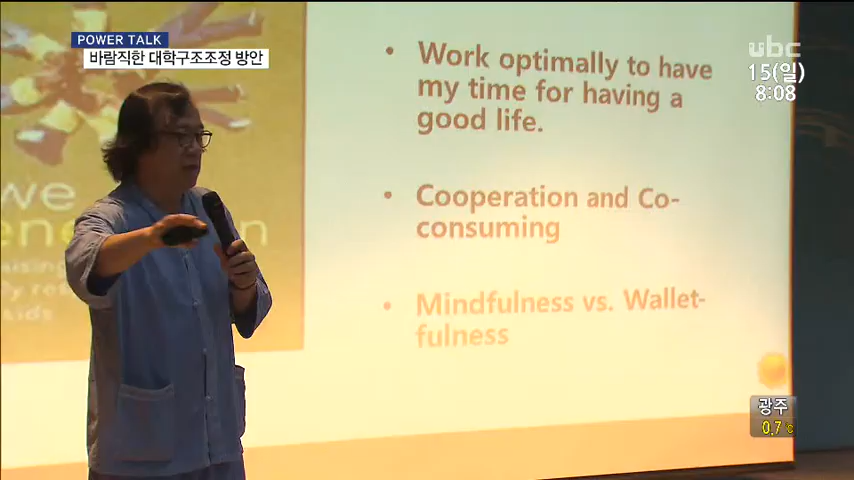 POWER TALK
바람직한 대학구조조정 방안
ubc
15(일)
8:08
• Work optimally to have
my time for having a
good life.
• Cooperation and Co-
consuming
• Mindfulness vs. Wallet-
fulness
we
광주
0.7℃